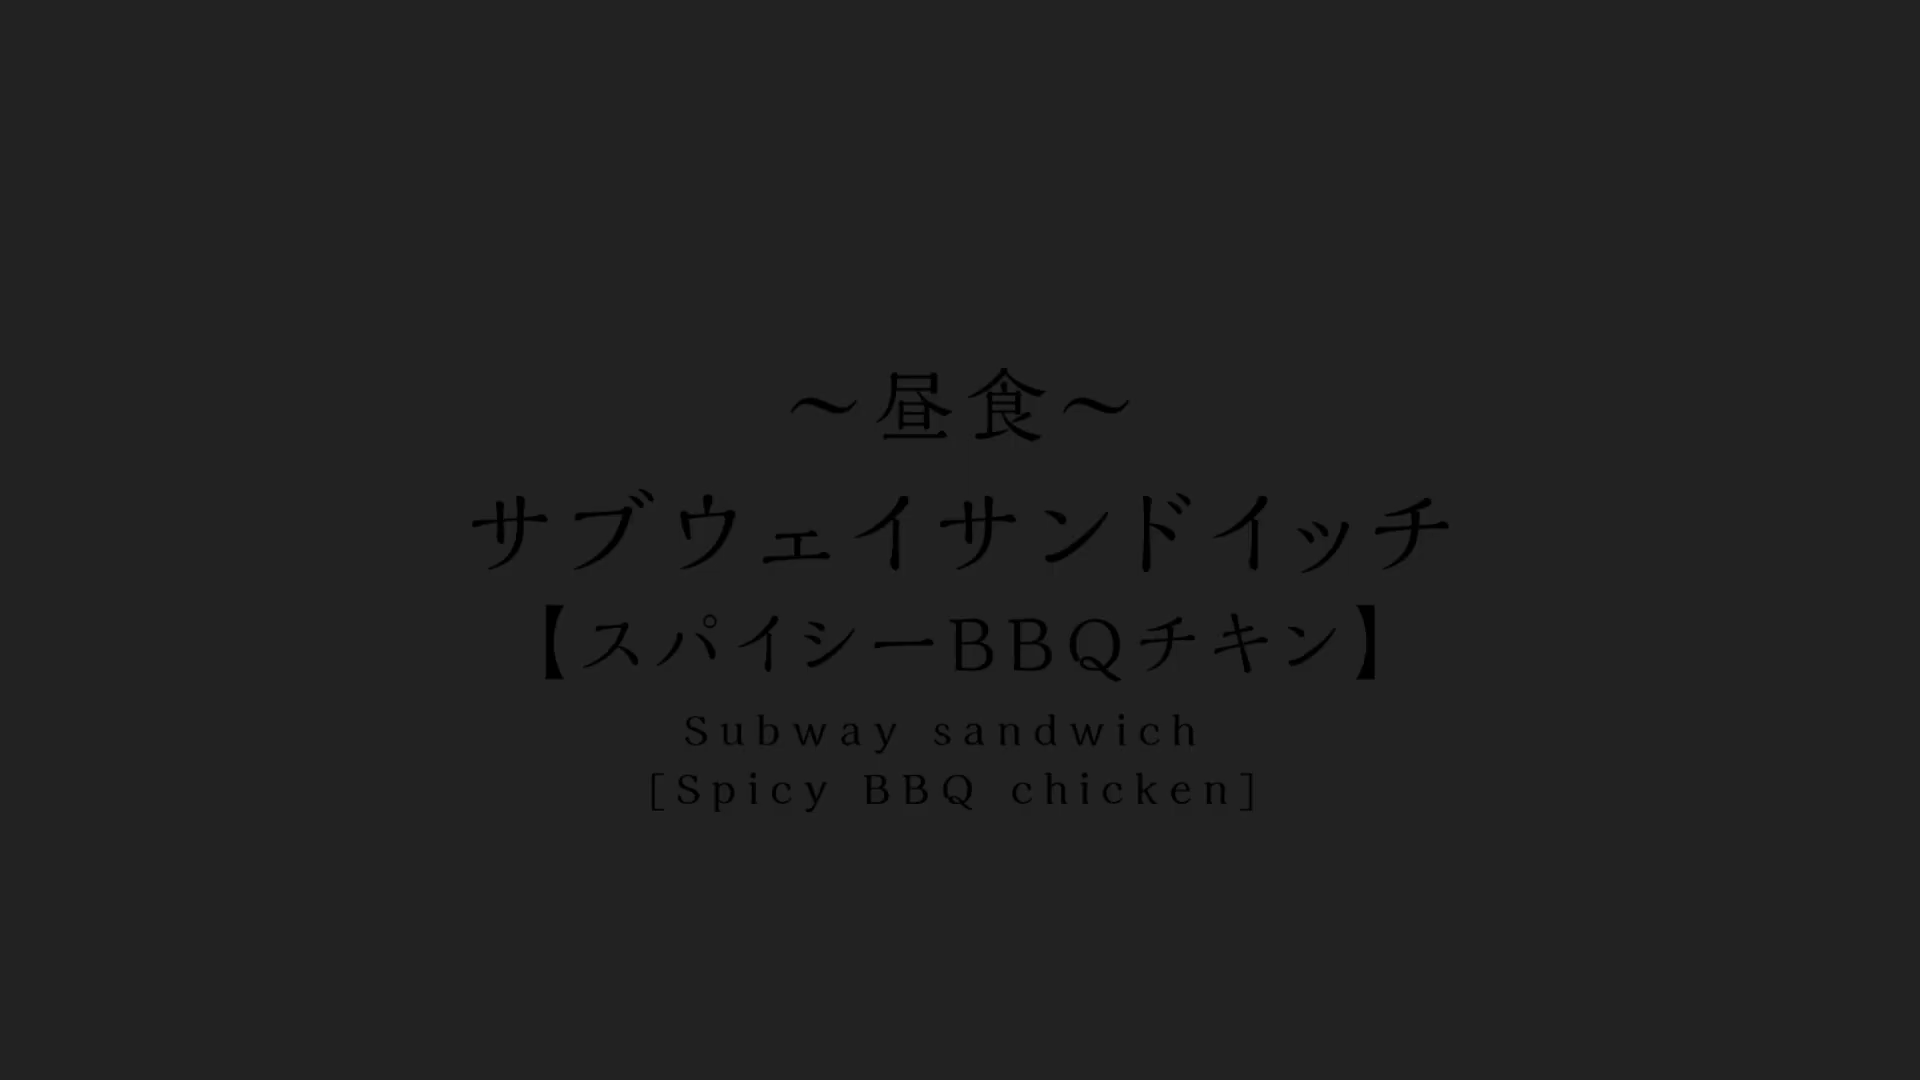 ～昼食～
サブウェイサンドイッチ
【スパイシーBBQチキン】
Subway sandwich
[Spicy BBQ chicken]